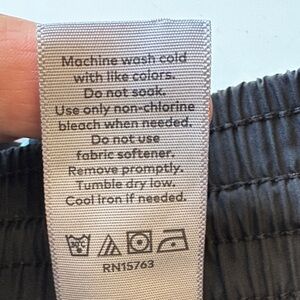 Machine wash cold
with like colors.
Do not soak.
Use only non-chlorine
bleach when needed.
Do not use
fabric softener.
Remove promptly.
Tumble dry low.
Cool iron if needed.
30°C
RN15763